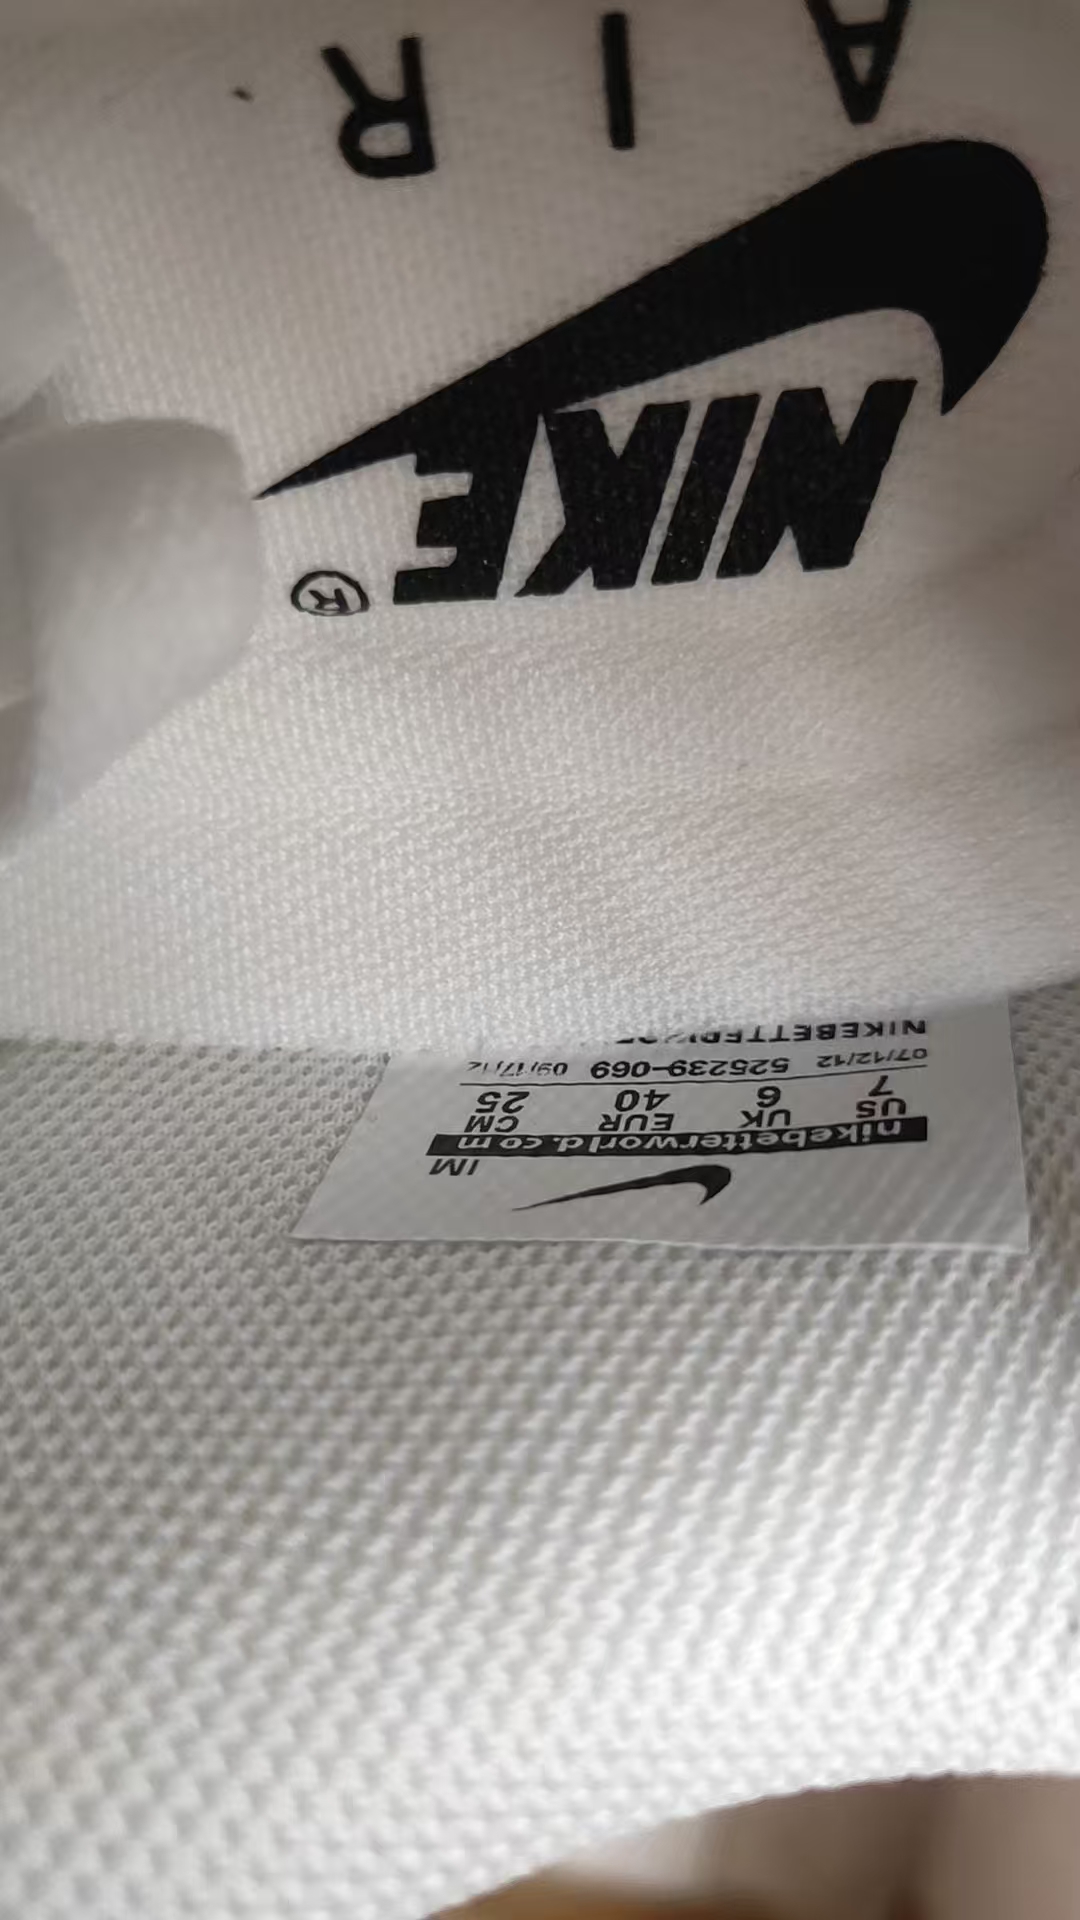 IM
nikebetterworld.com
US UK EUR CM
7 6 40 25
07/12/12 525239-069 09/17/12
NIKE ®
AIR